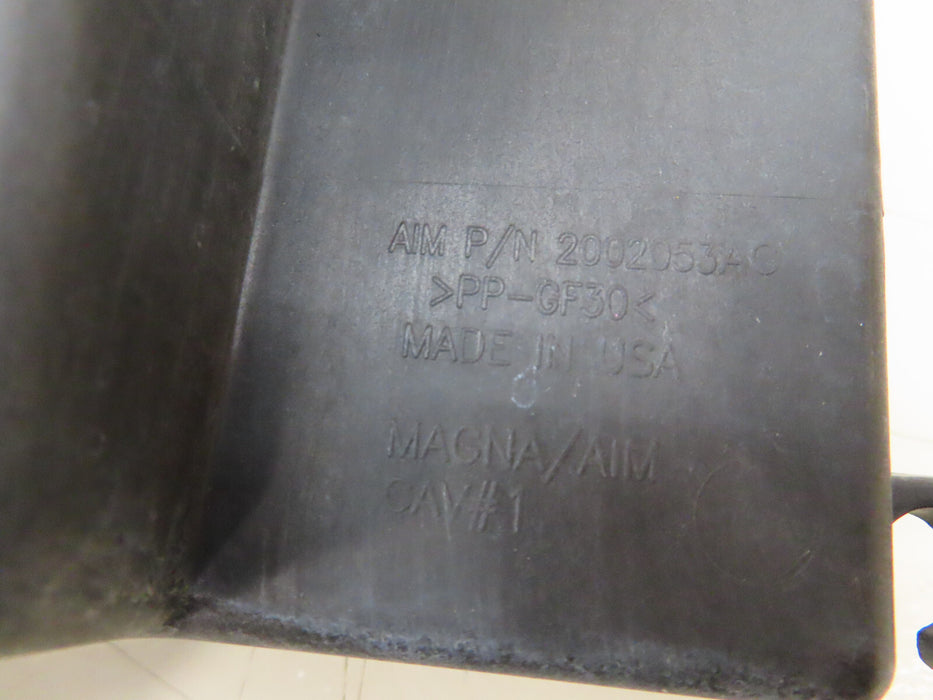 AIM P/N 2002053AC
>PP-GF30<
MADE IN USA
MAGNA/AIM
CAV#1